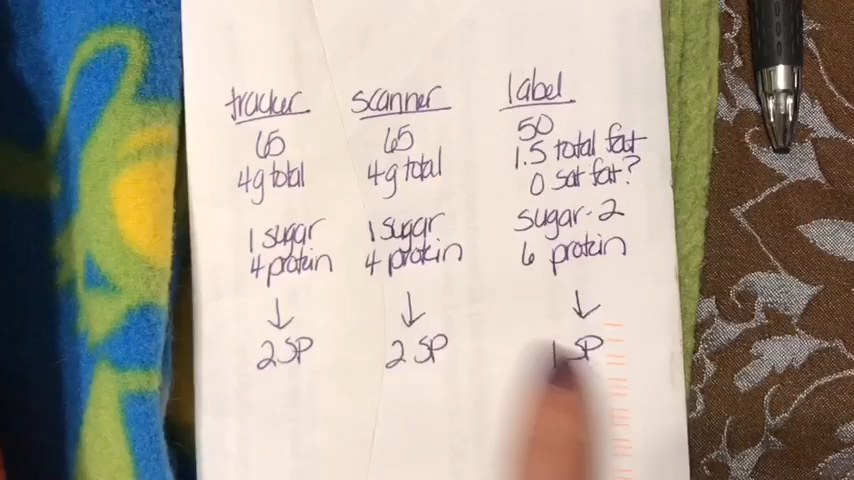 tracker
65
4g total
1 sugar
4 protein
2 SP
scanner
65
4g total
1 sugar
4 protein
2 SP
label
50
1.5 total fat
0 sat fat?
sugar - 2
6 protein
1 SP